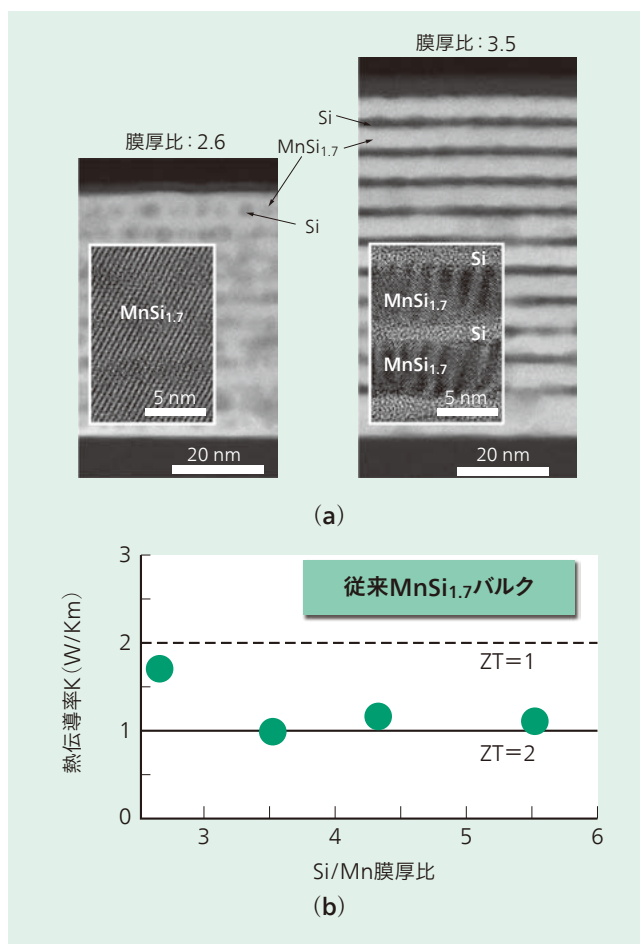 膜厚比：3.5
Si
膜厚比：2.6
MnSi1.7
Si
MnSi1.7
5 nm
20 nm
Si
MnSi1.7
Si
MnSi1.7
5 nm
20 nm
(a)
3
2
1
0
熱伝導率K（W/Km）
従来MnSi1.7バルク
ZT＝1
ZT＝2
3
4
5
6
Si/Mn膜厚比
(b)